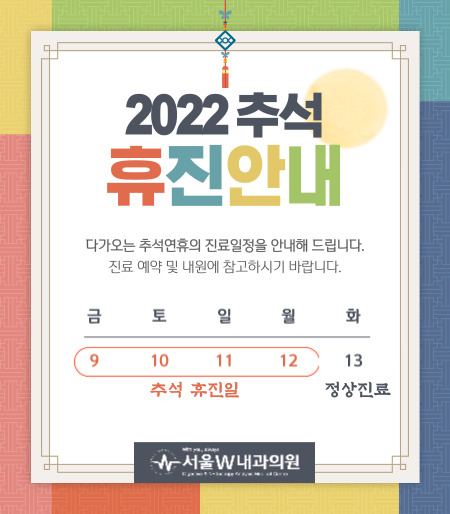 2022 추석
휴진안내
다가오는 추석연휴의 진료일정을 안내해 드립니다.
진료 예약 및 내원에 참고하시기 바랍니다.
금 토 일 월 화
9 10 11 12 13
추석 휴진일 정상진료
with you, always
서울W내과의원